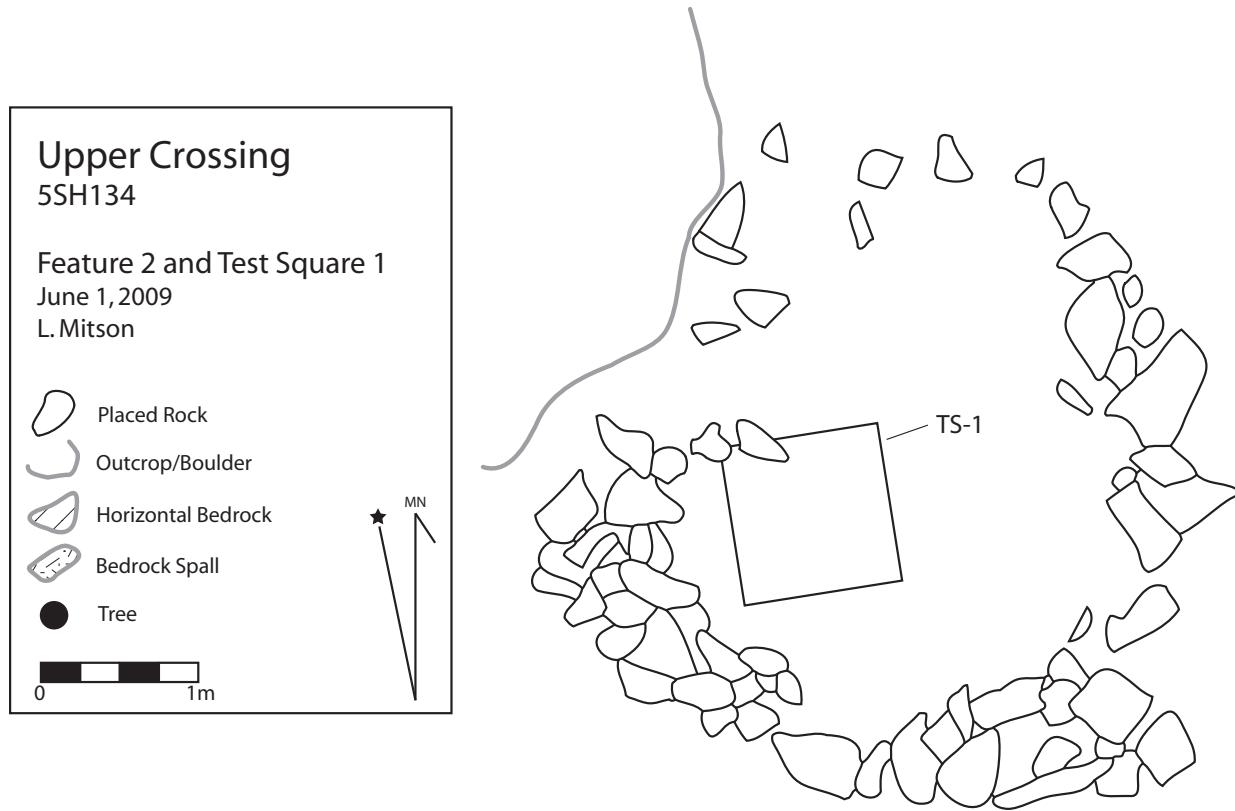 Upper Crossing
5SH134
Feature 2 and Test Square 1
June 1, 2009
L. Mitson
Placed Rock
Outcrop/Boulder
Horizontal Bedrock
Bedrock Spall
Tree
MN
0 1m
TS-1